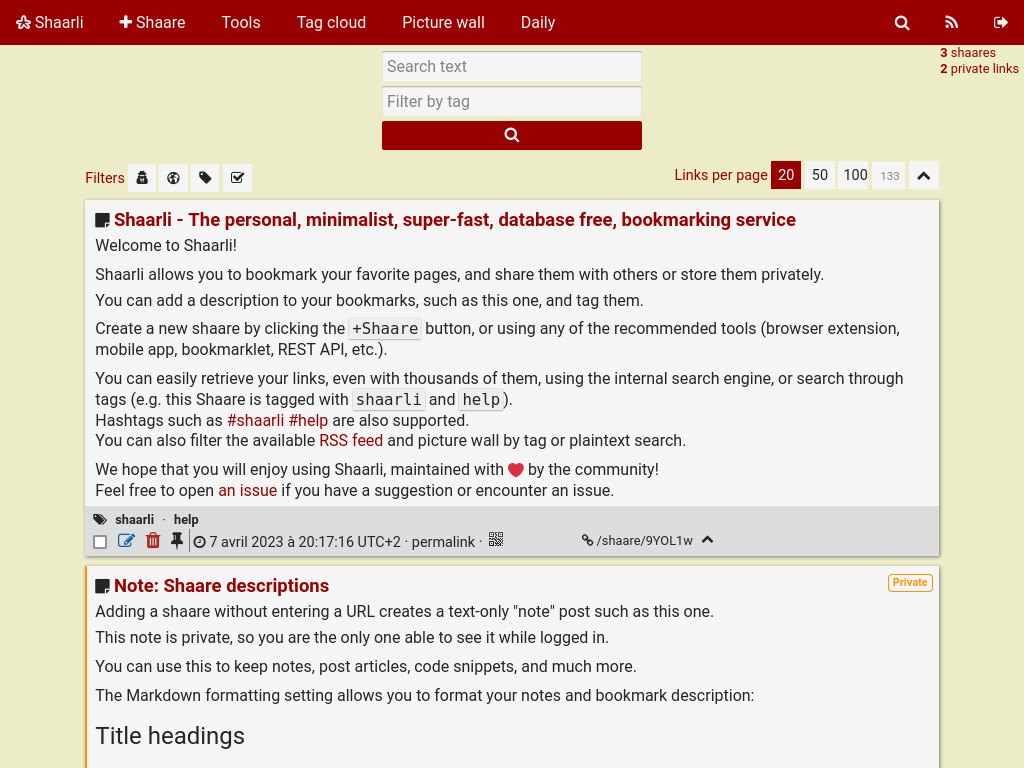 Shaarli Shaare Tools Tag cloud Picture wall Daily
3 shaares
2 private links
Search text
Filter by tag
Filters
Links per page 20 50 100 133
Shaarli - The personal, minimalist, super-fast, database free, bookmarking service
Welcome to Shaarli!
Shaarli allows you to bookmark your favorite pages, and share them with others or store them privately.
You can add a description to your bookmarks, such as this one, and tag them.
Create a new shaare by clicking the +Shaare button, or using any of the recommended tools (browser extension,
mobile app, bookmarklet, REST API, etc.).
You can easily retrieve your links, even with thousands of them, using the internal search engine, or search through
tags (e.g. this Shaare is tagged with shaarli and help).
Hashtags such as #shaarli #help are also supported.
You can also filter the available RSS feed and picture wall by tag or plaintext search.
We hope that you will enjoy using Shaarli, maintained with ❤ by the community!
Feel free to open an issue if you have a suggestion or encounter an issue.
shaarli · help
7 avril 2023 à 20:17:16 UTC+2 · permalink · /shaare/9YOL1w
Note: Shaare descriptions
Private
Adding a shaare without entering a URL creates a text-only "note" post such as this one.
This note is private, so you are the only one able to see it while logged in.
You can use this to keep notes, post articles, code snippets, and much more.
The Markdown formatting setting allows you to format your notes and bookmark description:
Title headings